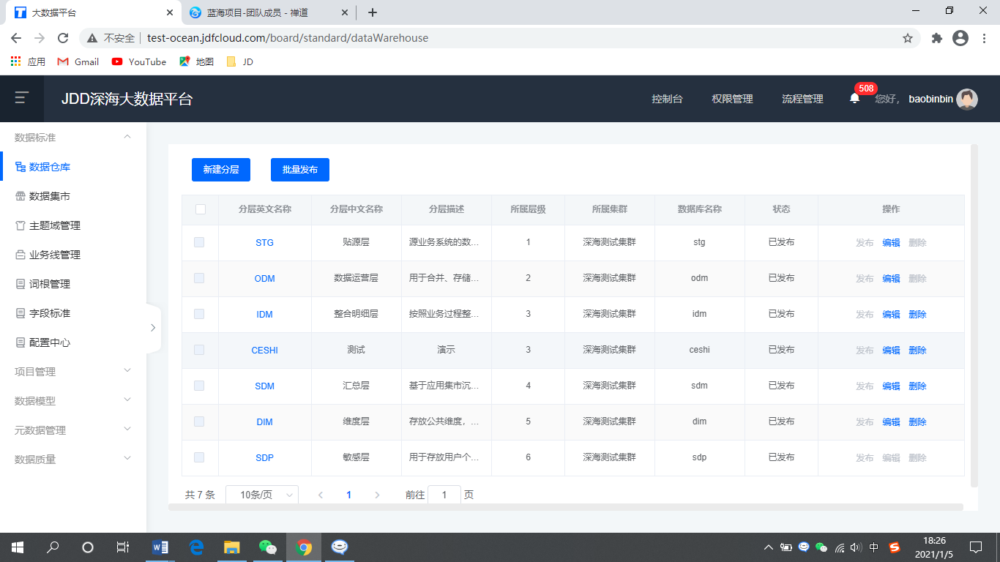 大数据平台
蓝海项目-团队成员 - 禅道
不安全 test-ocean.jdfcloud.com/board/standard/dataWarehouse
应用 Gmail YouTube 地图 JD
JDD深海大数据平台 控制台 权限管理 流程管理 508 您好, baobinbin
数据标准
数据仓库
数据集市
主题域管理
业务线管理
词根管理
字段标准
配置中心
项目管理
数据模型
元数据管理
数据质量
新建分层 批量发布
分层英文名称 分层中文名称 分层描述 所属层级 所属集群 数据库名称 状态 操作
STG 贴源层 源业务系统的数... 1 深海测试集群 stg 已发布 发布 编辑 删除
ODM 数据运营层 用于合并、存储... 2 深海测试集群 odm 已发布 发布 编辑 删除
IDM 整合明细层 按照业务过程整... 3 深海测试集群 idm 已发布 发布 编辑 删除
CESHI 测试 演示 3 深海测试集群 ceshi 已发布 发布 编辑 删除
SDM 汇总层 基于应用集市沉... 4 深海测试集群 sdm 已发布 发布 编辑 删除
DIM 维度层 存放公共维度，... 5 深海测试集群 dim 已发布 发布 编辑 删除
SDP 敏感层 用于存放用户个... 6 深海测试集群 sdp 已发布 发布 编辑 删除
共 7 条 10条/页 1 前往 1 页
中
18:26
2021/1/5